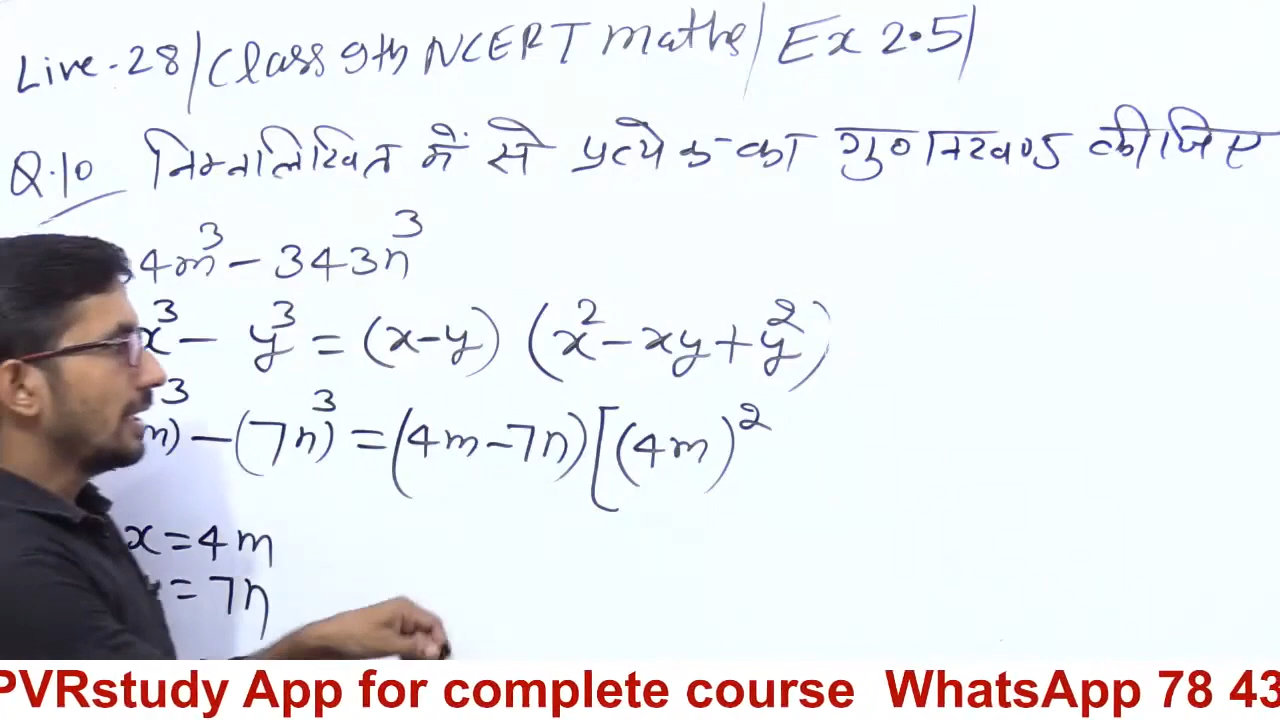 Live.28/Class 9th NCERT maths/Ex 2.5/
Q.10 निम्नलिखित में से प्रत्येक का गुणनखण्ड कीजिए
4m³ - 343n³
x³ - y³ = (x-y) (x² - xy + y²)
m)³ - (7n)³ = (4m-7n) [(4m)²
x = 4m
= 7n
PVRstudy App for complete course WhatsApp 78 43